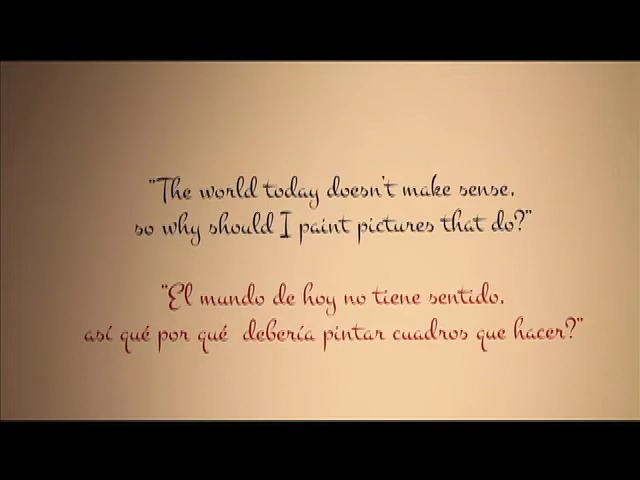 "The world today doesn't make sense,
so why should I paint pictures that do?"
"El mundo de hoy no tiene sentido,
así qué por qué debería pintar cuadros que hacer?"